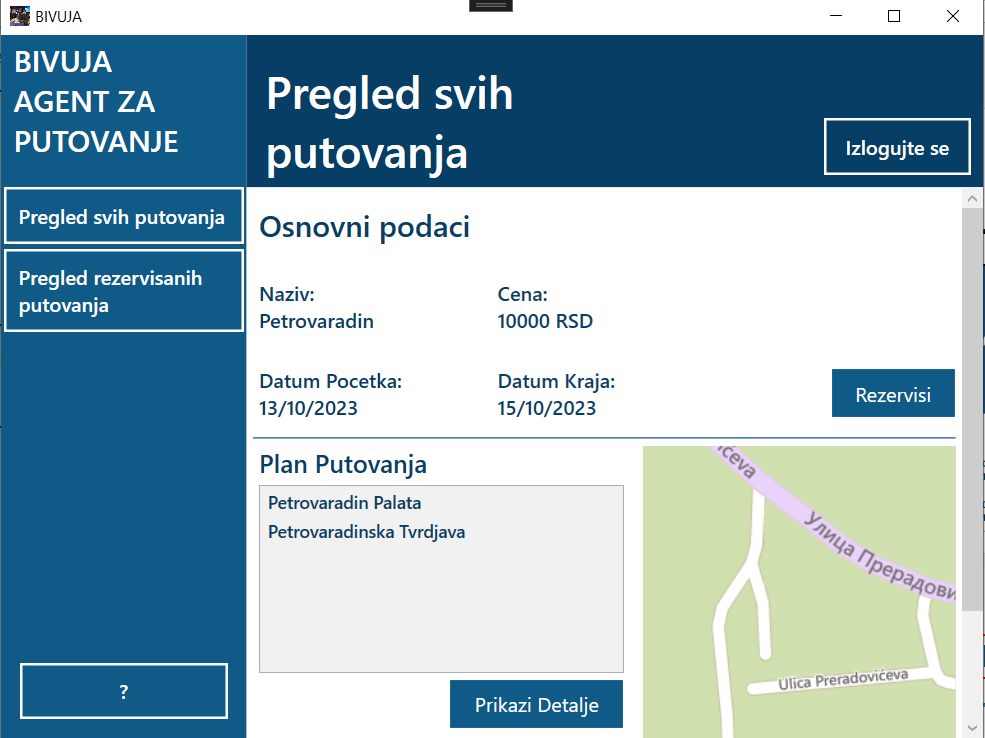 BIVUJA
BIVUJA
AGENT ZA
PUTOVANJE
Pregled svih
putovanja
Izlogujte se
Pregled svih putovanja
Pregled rezervisanih
putovanja
?
Osnovni podaci
Naziv:
Petrovaradin
Cena:
10000 RSD
Datum Pocetka:
13/10/2023
Datum Kraja:
15/10/2023
Rezervisi
Plan Putovanja
Petrovaradin Palata
Petrovaradinska Tvrdjava
Prikazi Detalje
ićeva
Улица Прерадови
Ulica Preradovićeva